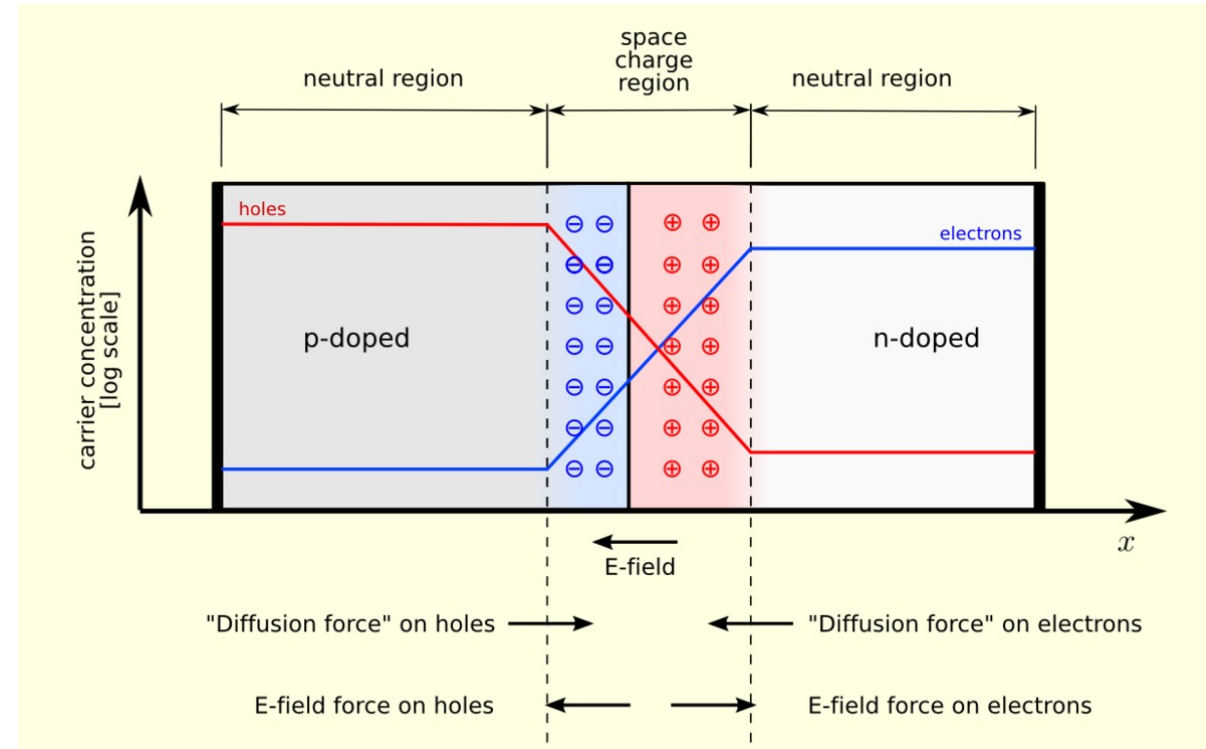 space
charge
region
neutral region
neutral region
holes
electrons
p-doped
n-doped
carrier concentration
[log scale]
x
E-field
"Diffusion force" on holes
"Diffusion force" on electrons
E-field force on holes
E-field force on electrons